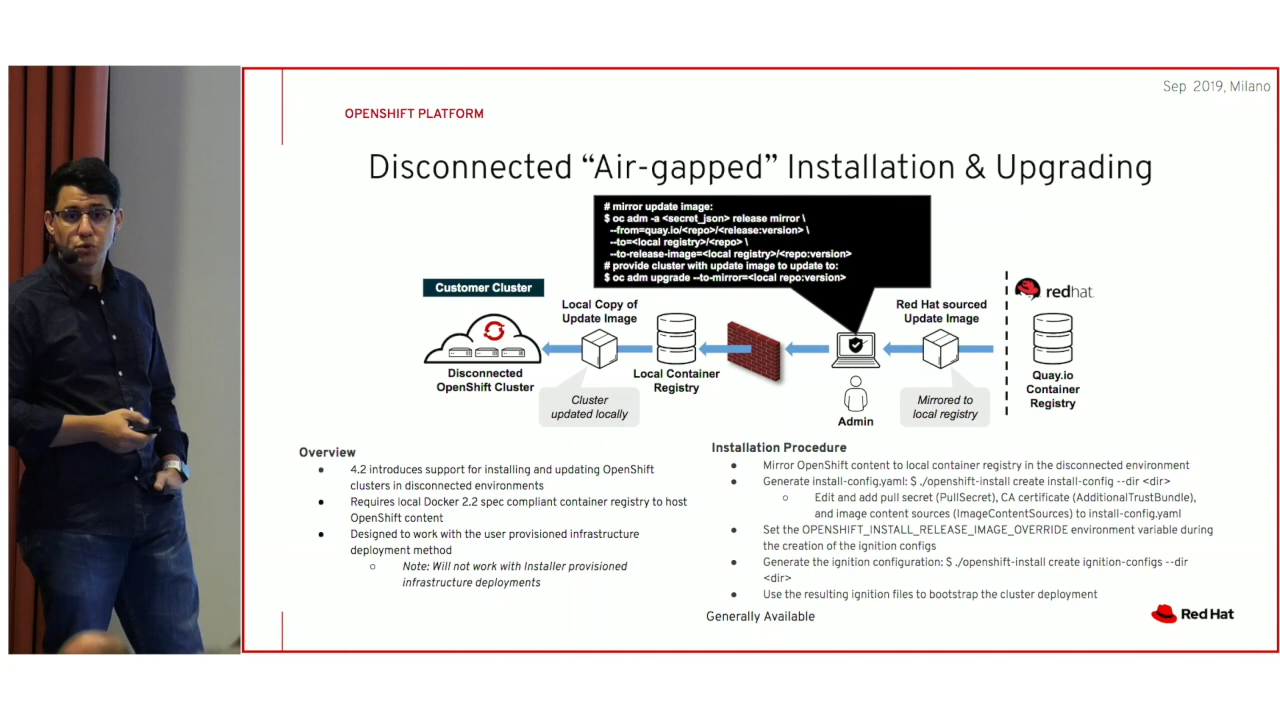 Sep 2019, Milano
OPENSHIFT PLATFORM
Disconnected “Air-gapped” Installation & Upgrading
# mirror update image:
$ oc adm -a <secret_json> release mirror \
--from=quay.io/<repo>/<release:version> \
--to=<local registry>/<repo> \
--to-release-image=<local registry>/<repo:version>
# provide cluster with update image to update to:
$ oc adm upgrade --to-mirror=<local repo:version>
Customer Cluster
Local Copy of
Update Image
Red Hat sourced
Update Image
redhat.
Disconnected
OpenShift Cluster
Local Container
Registry
Quay.io
Container
Registry
Cluster
updated locally
Admin
Mirrored to
local registry
Overview
● 4.2 introduces support for installing and updating OpenShift
clusters in disconnected environments
● Requires local Docker 2.2 spec compliant container registry to host
OpenShift content
● Designed to work with the user provisioned infrastructure
deployment method
○ Note: Will not work with Installer provisioned
infrastructure deployments
Installation Procedure
● Mirror OpenShift content to local container registry in the disconnected environment
● Generate install-config.yaml: $ ./openshift-install create install-config --dir <dir>
○ Edit and add pull secret (PullSecret), CA certificate (AdditionalTrustBundle),
and image content sources (ImageContentSources) to install-config.yaml
● Set the OPENSHIFT_INSTALL_RELEASE_IMAGE_OVERRIDE environment variable during
the creation of the ignition configs
● Generate the ignition configuration: $ ./openshift-install create ignition-configs --dir
<dir>
● Use the resulting ignition files to bootstrap the cluster deployment
Generally Available
Red Hat